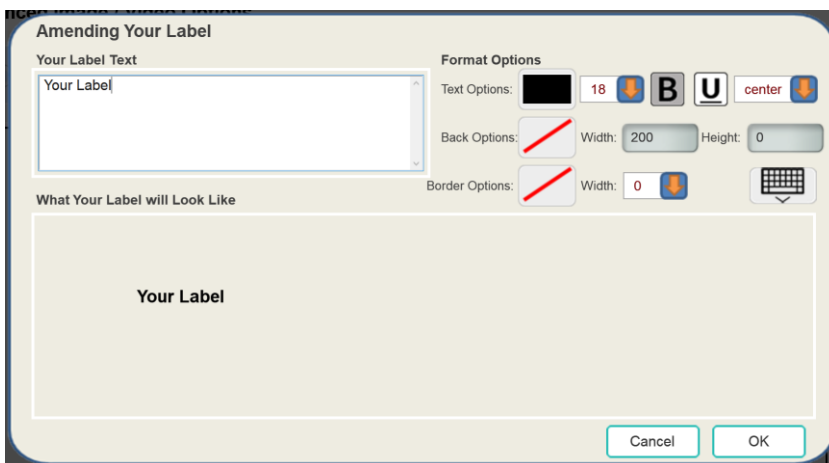 Amending Your Label
Your Label Text
Your Label
Format Options
Text Options: 18 B U center
Back Options: Width: 200 Height: 0
Border Options: Width: 0
What Your Label will Look Like
Your Label
Cancel OK